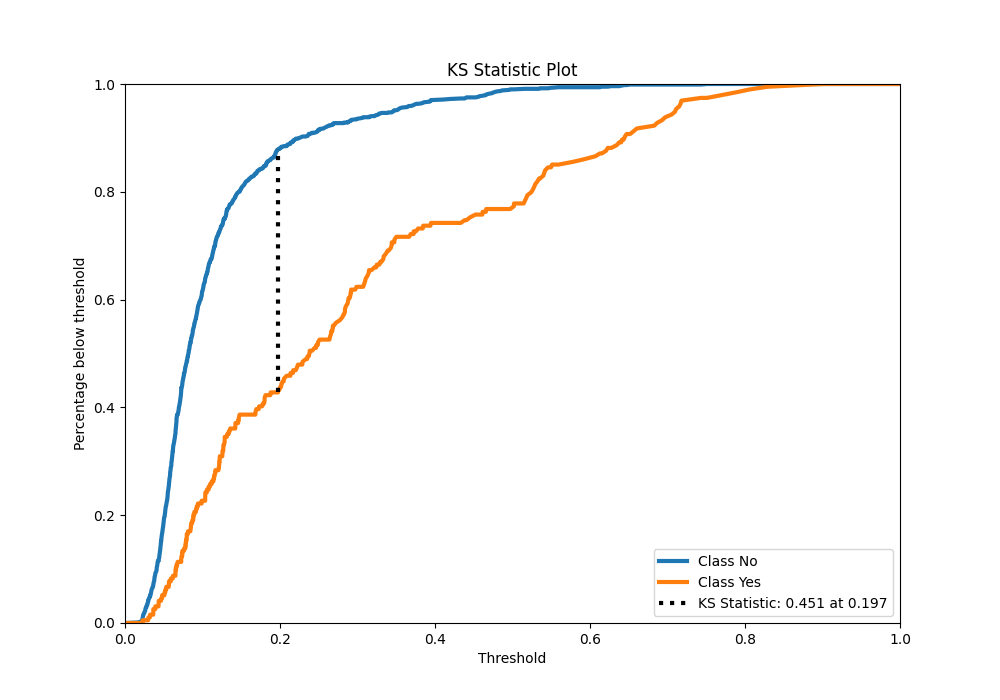 KS Statistic Plot
1.0
0.8
0.6
0.4
0.2
0.0
Percentage below threshold
0.0 0.2 0.4 0.6 0.8 1.0
Threshold
Class No
Class Yes
KS Statistic: 0.451 at 0.197